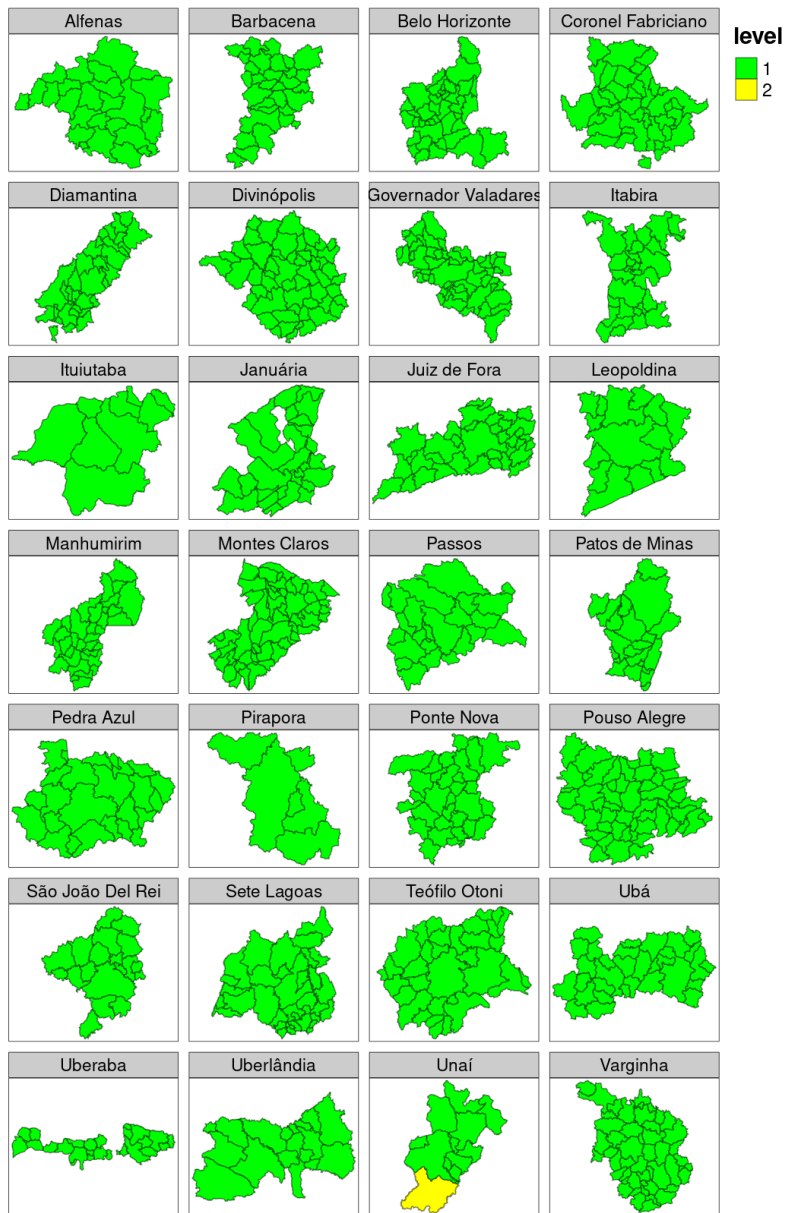 Alfenas
Barbacena
Belo Horizonte
Coronel Fabriciano
level
1
2
Diamantina
Divinópolis
Governador Valadares
Itabira
Ituiutaba
Januária
Juiz de Fora
Leopoldina
Manhumirim
Montes Claros
Passos
Patos de Minas
Pedra Azul
Pirapora
Ponte Nova
Pouso Alegre
São João Del Rei
Sete Lagoas
Teófilo Otoni
Ubá
Uberaba
Uberlândia
Unaí
Varginha